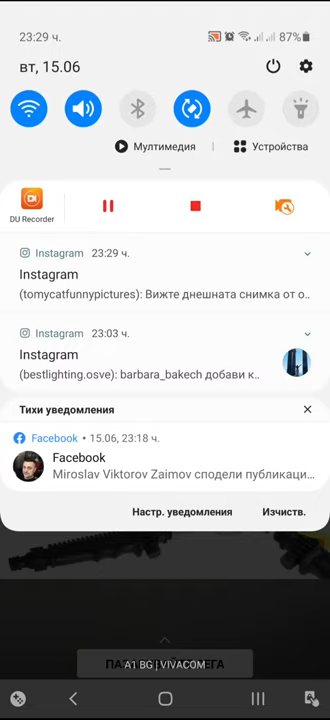 23:29 ч.
87%
вт, 15.06
Мултимедия
Устройства
DU Recorder
Instagram 23:29 ч.
Instagram
(tomycatfunnypictures): Вижте днешната снимка от о..
Instagram 23:03 ч.
Instagram
(bestlighting.osve): barbara_bakech добави к..
Тихи уведомления
Facebook • 15.06, 23:18 ч.
Facebook
Miroslav Viktorov Zaimov сподели публикаци...
Настр. уведомления
Изчиств.
A1 BG | VIVACOM